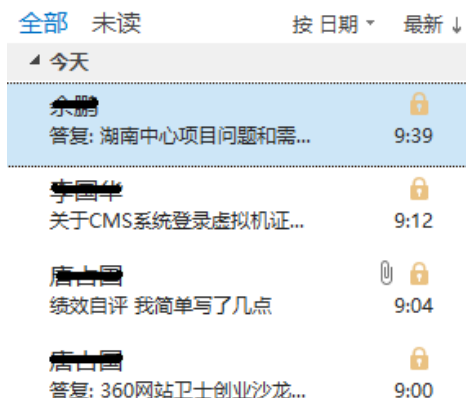 全部 未读 按 日期 最新 ↓
今天
答复: 湖南中心项目问题和需... 9:39
关于CMS系统登录虚拟机证... 9:12
绩效自评 我简单写了几点 9:04
答复: 360网站卫士创业沙龙... 9:00